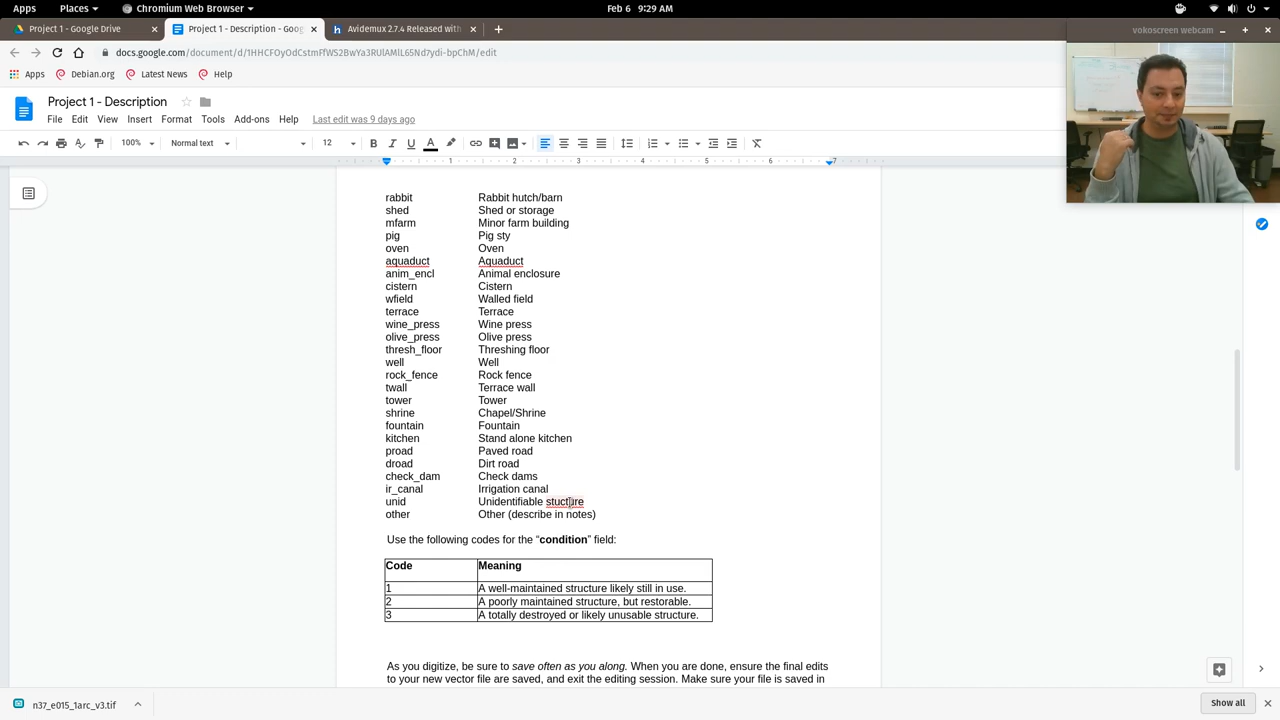 Apps Places Chromium Web Browser Feb 6 9:29 AM
Project 1 - Google Drive Project 1 - Description - Goog Avidemux 2.7.4 Released with
vokoscreen webcam
docs.google.com/document/d/1HHCFOyOdCstmFfWS2BwYa3RUlAMlL65Nd7ydi-bpChM/edit
Apps Debian.org Latest News Help
Project 1 - Description
File Edit View Insert Format Tools Add-ons Help Last edit was 9 days ago
100% Normal text 12 B I U A
1 2 3 4 5 6 7
rabbit Rabbit hutch/barn
shed Shed or storage
mfarm Minor farm building
pig Pig sty
oven Oven
aquaduct Aquaduct
anim_encl Animal enclosure
cistern Cistern
wfield Walled field
terrace Terrace
wine_press Wine press
olive_press Olive press
thresh_floor Threshing floor
well Well
rock_fence Rock fence
twall Terrace wall
tower Tower
shrine Chapel/Shrine
fountain Fountain
kitchen Stand alone kitchen
proad Paved road
droad Dirt road
check_dam Check dams
ir_canal Irrigation canal
unid Unidentifiable stucture
other Other (describe in notes)
Use the following codes for the “condition” field:
Code Meaning
1 A well-maintained structure likely still in use.
2 A poorly maintained structure, but restorable.
3 A totally destroyed or likely unusable structure.
As you digitize, be sure to save often as you along. When you are done, ensure the final edits
to your new vector file are saved, and exit the editing session. Make sure your file is saved in
n37_e015_1arc_v3.tif Show all